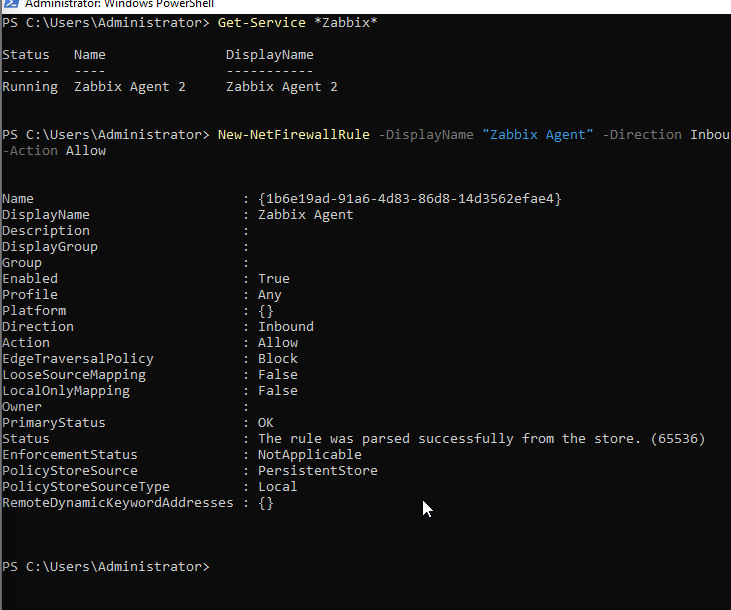 Administrator: Windows PowerShell
PS C:\Users\Administrator> Get-Service *Zabbix*
Status   Name               DisplayName
------   ----               -----------
Running  Zabbix Agent 2     Zabbix Agent 2
PS C:\Users\Administrator> New-NetFirewallRule -DisplayName "Zabbix Agent" -Direction Inbou
-Action Allow
Name                          : {1b6e19ad-91a6-4d83-86d8-14d3562efae4}
DisplayName                   : Zabbix Agent
Description                   :
DisplayGroup                  :
Group                         :
Enabled                       : True
Profile                       : Any
Platform                      : {}
Direction                     : Inbound
Action                        : Allow
EdgeTraversalPolicy           : Block
LooseSourceMapping            : False
LocalOnlyMapping              : False
Owner                         :
PrimaryStatus                 : OK
Status                        : The rule was parsed successfully from the store. (65536)
EnforcementStatus             : NotApplicable
PolicyStoreSource             : PersistentStore
PolicyStoreSourceType         : Local
RemoteDynamicKeywordAddresses : {}
PS C:\Users\Administrator>